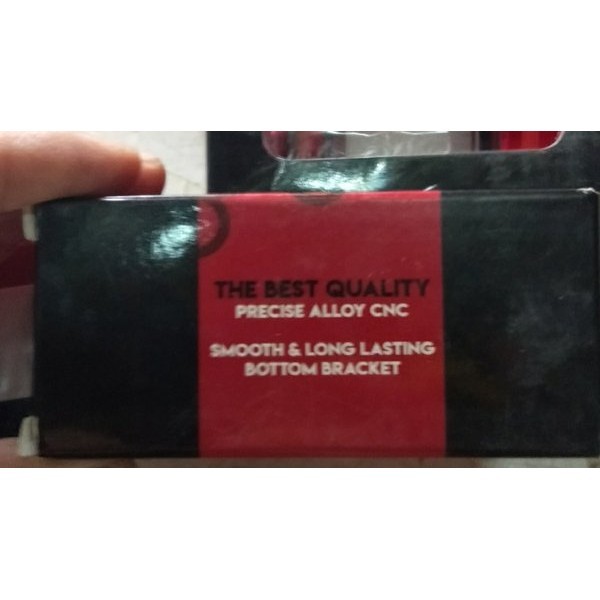 THE BEST QUALITY
PRECISE ALLOY CNC
SMOOTH & LONG LASTING
BOTTOM BRACKET